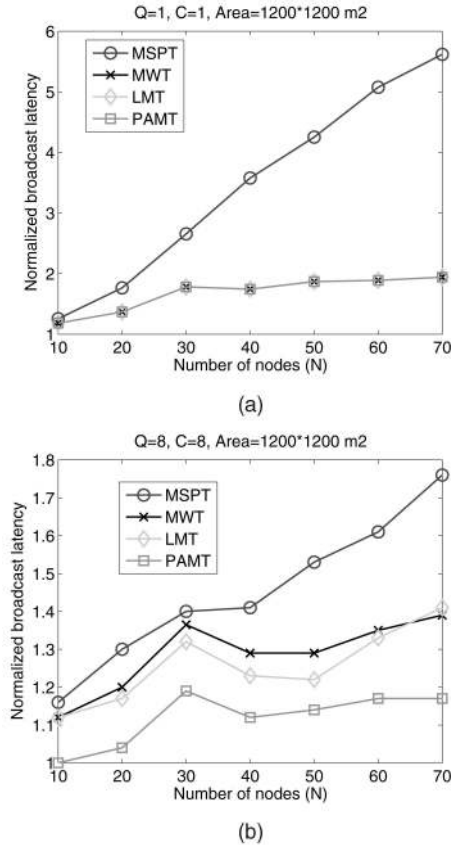 Q=1, C=1, Area=1200*1200 m2
6
5
4
3
2
1
Normalized broadcast latency
MSPT
MWT
LMT
PAMT
10 20 30 40 50 60 70
Number of nodes (N)
(a)
Q=8, C=8, Area=1200*1200 m2
1.8
1.7
1.6
1.5
1.4
1.3
1.2
1.1
1
Normalized broadcast latency
MSPT
MWT
LMT
PAMT
10 20 30 40 50 60 70
Number of nodes (N)
(b)